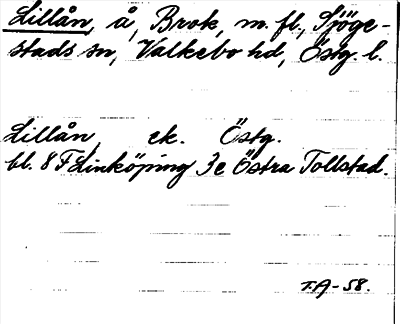 Lillån, å, Brok, m. fl., Sjöge-
stads sn, Valkebo hd, Östg. l.
Lillån, ek. Östg.
bl. 8 F Linköping 3e Östra Tollstad.
T.A-58.